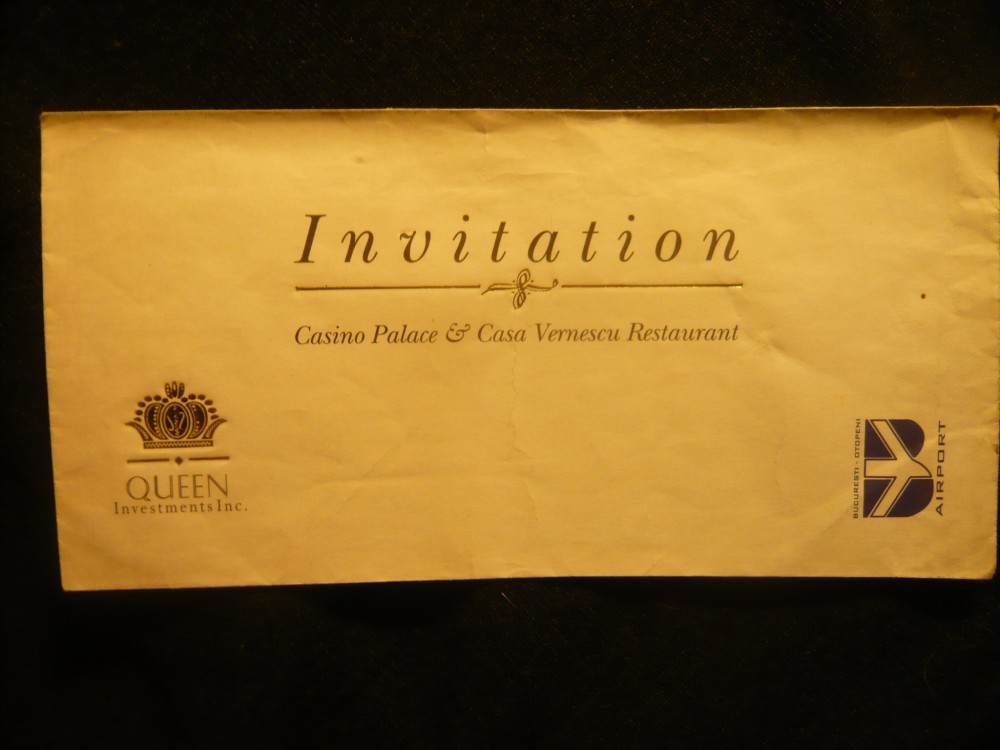 Invitation
Casino Palace & Casa Vernescu Restaurant
QUEEN
Investments Inc.
BUCURESTI - OTOPENI
AIRPORT